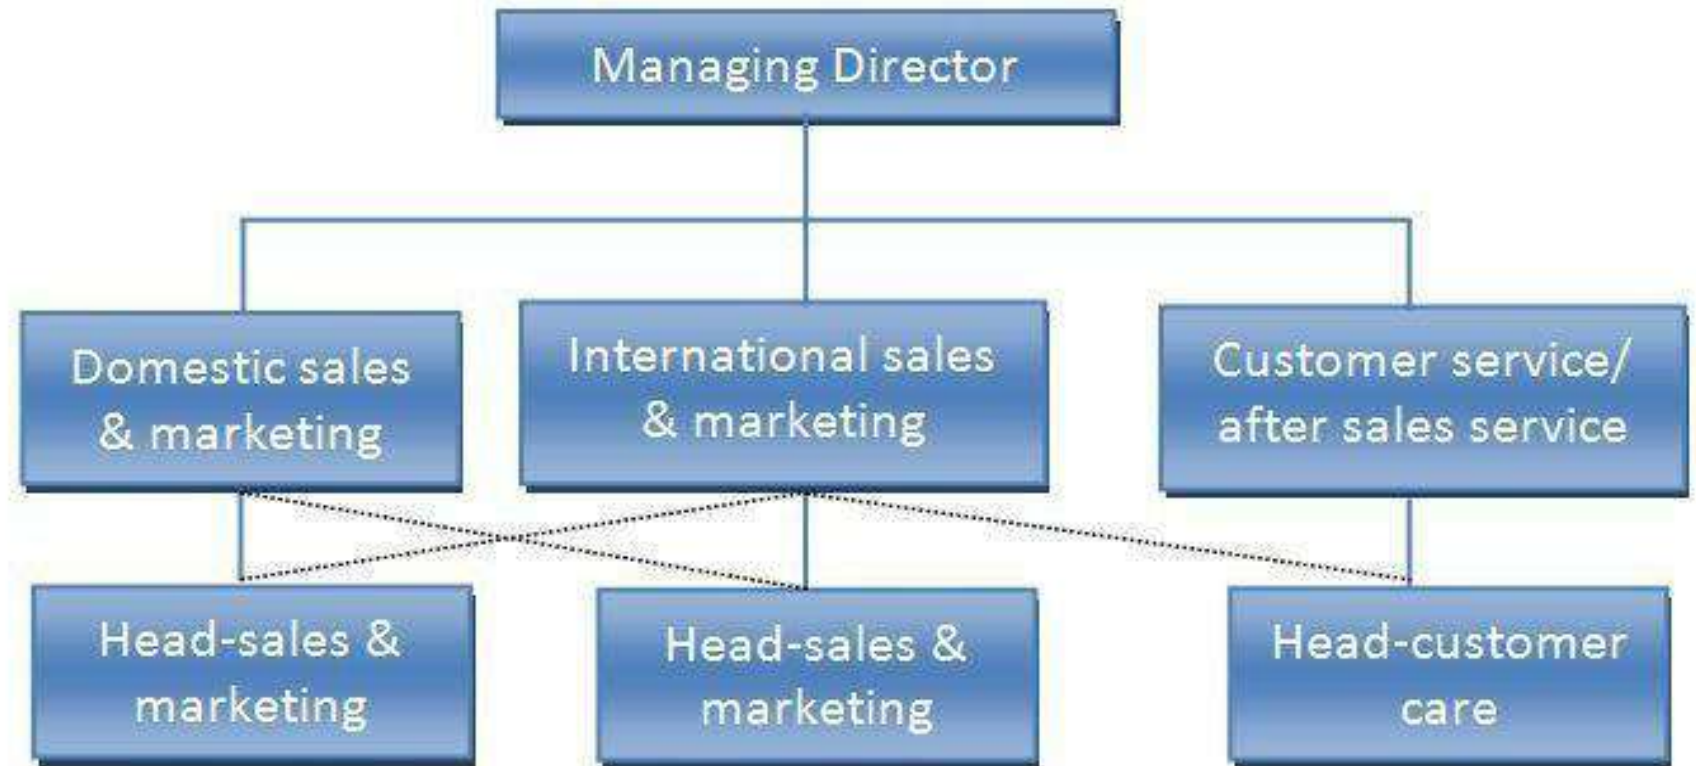 Managing Director
Domestic sales
& marketing
International sales
& marketing
Customer service/
after sales service
Head-sales &
marketing
Head-sales &
marketing
Head-customer
care